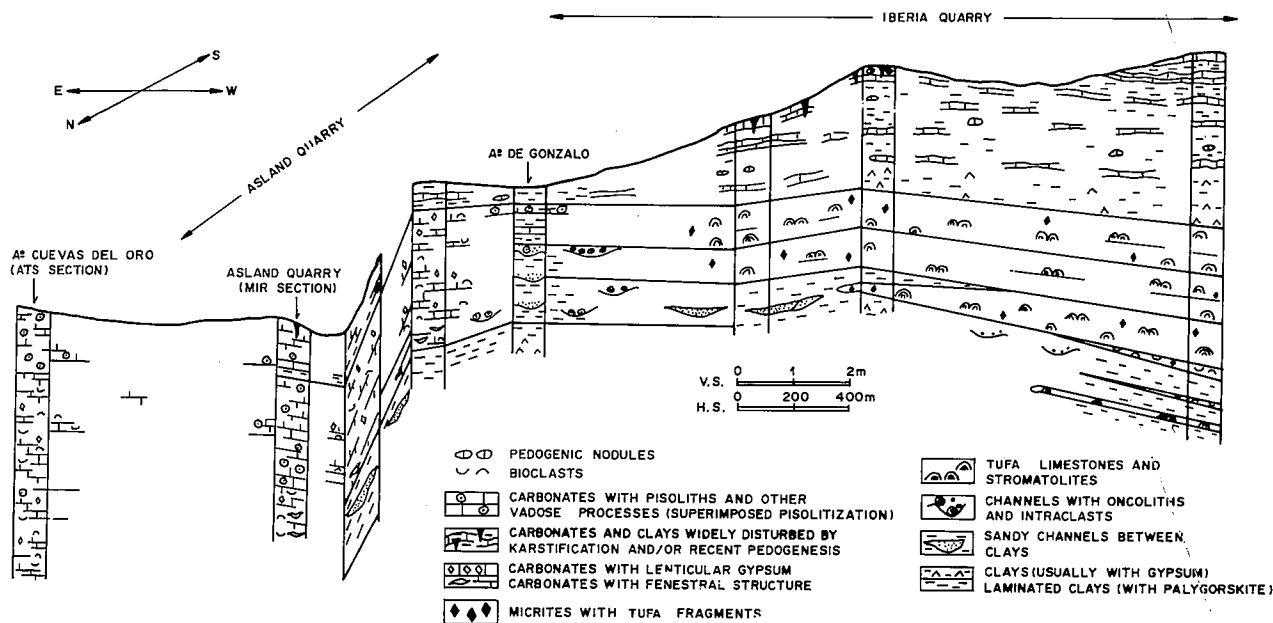 IBERIA QUARRY
S
E
W
N
ASLAND QUARRY
Aº DE GONZALO
Aº CUEVAS DEL ORO
(ATS SECTION)
ASLAND QUARRY
(MIR SECTION)
0 1 2m
V.S.
H.S.
0 200 400m
PEDOGENIC NODULES
BIOCLASTS
CARBONATES WITH PISOLITHS AND OTHER
VADOSE PROCESSES (SUPERIMPOSED PISOLITIZATION)
CARBONATES AND CLAYS WIDELY DISTURBED BY
KARSTIFICATION AND/OR RECENT PEDOGENESIS
CARBONATES WITH LENTICULAR GYPSUM
CARBONATES WITH FENESTRAL STRUCTURE
MICRITES WITH TUFA FRAGMENTS
TUFA LIMESTONES AND
STROMATOLITES
CHANNELS WITH ONCOLITHS
AND INTRACLASTS
SANDY CHANNELS BETWEEN
CLAYS
CLAYS (USUALLY WITH GYPSUM)
LAMINATED CLAYS (WITH PALYGORSKITE)